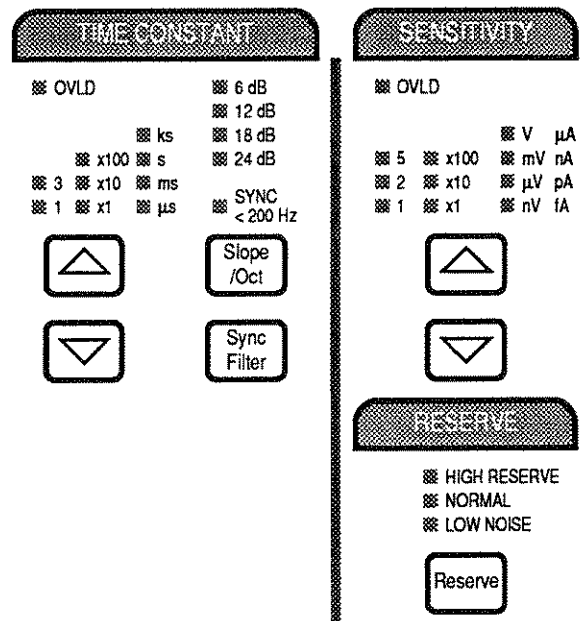 TIME CONSTANT
OVLD
6 dB
12 dB
ks
18 dB
x100 s
24 dB
3 x10 ms
1 x1 µs
SYNC
< 200 Hz
Slope
/Oct
Sync
Filter
SENSITIVITY
OVLD
V µA
5 x100 mV nA
2 x10 µV pA
1 x1 nV fA
RESERVE
HIGH RESERVE
NORMAL
LOW NOISE
Reserve